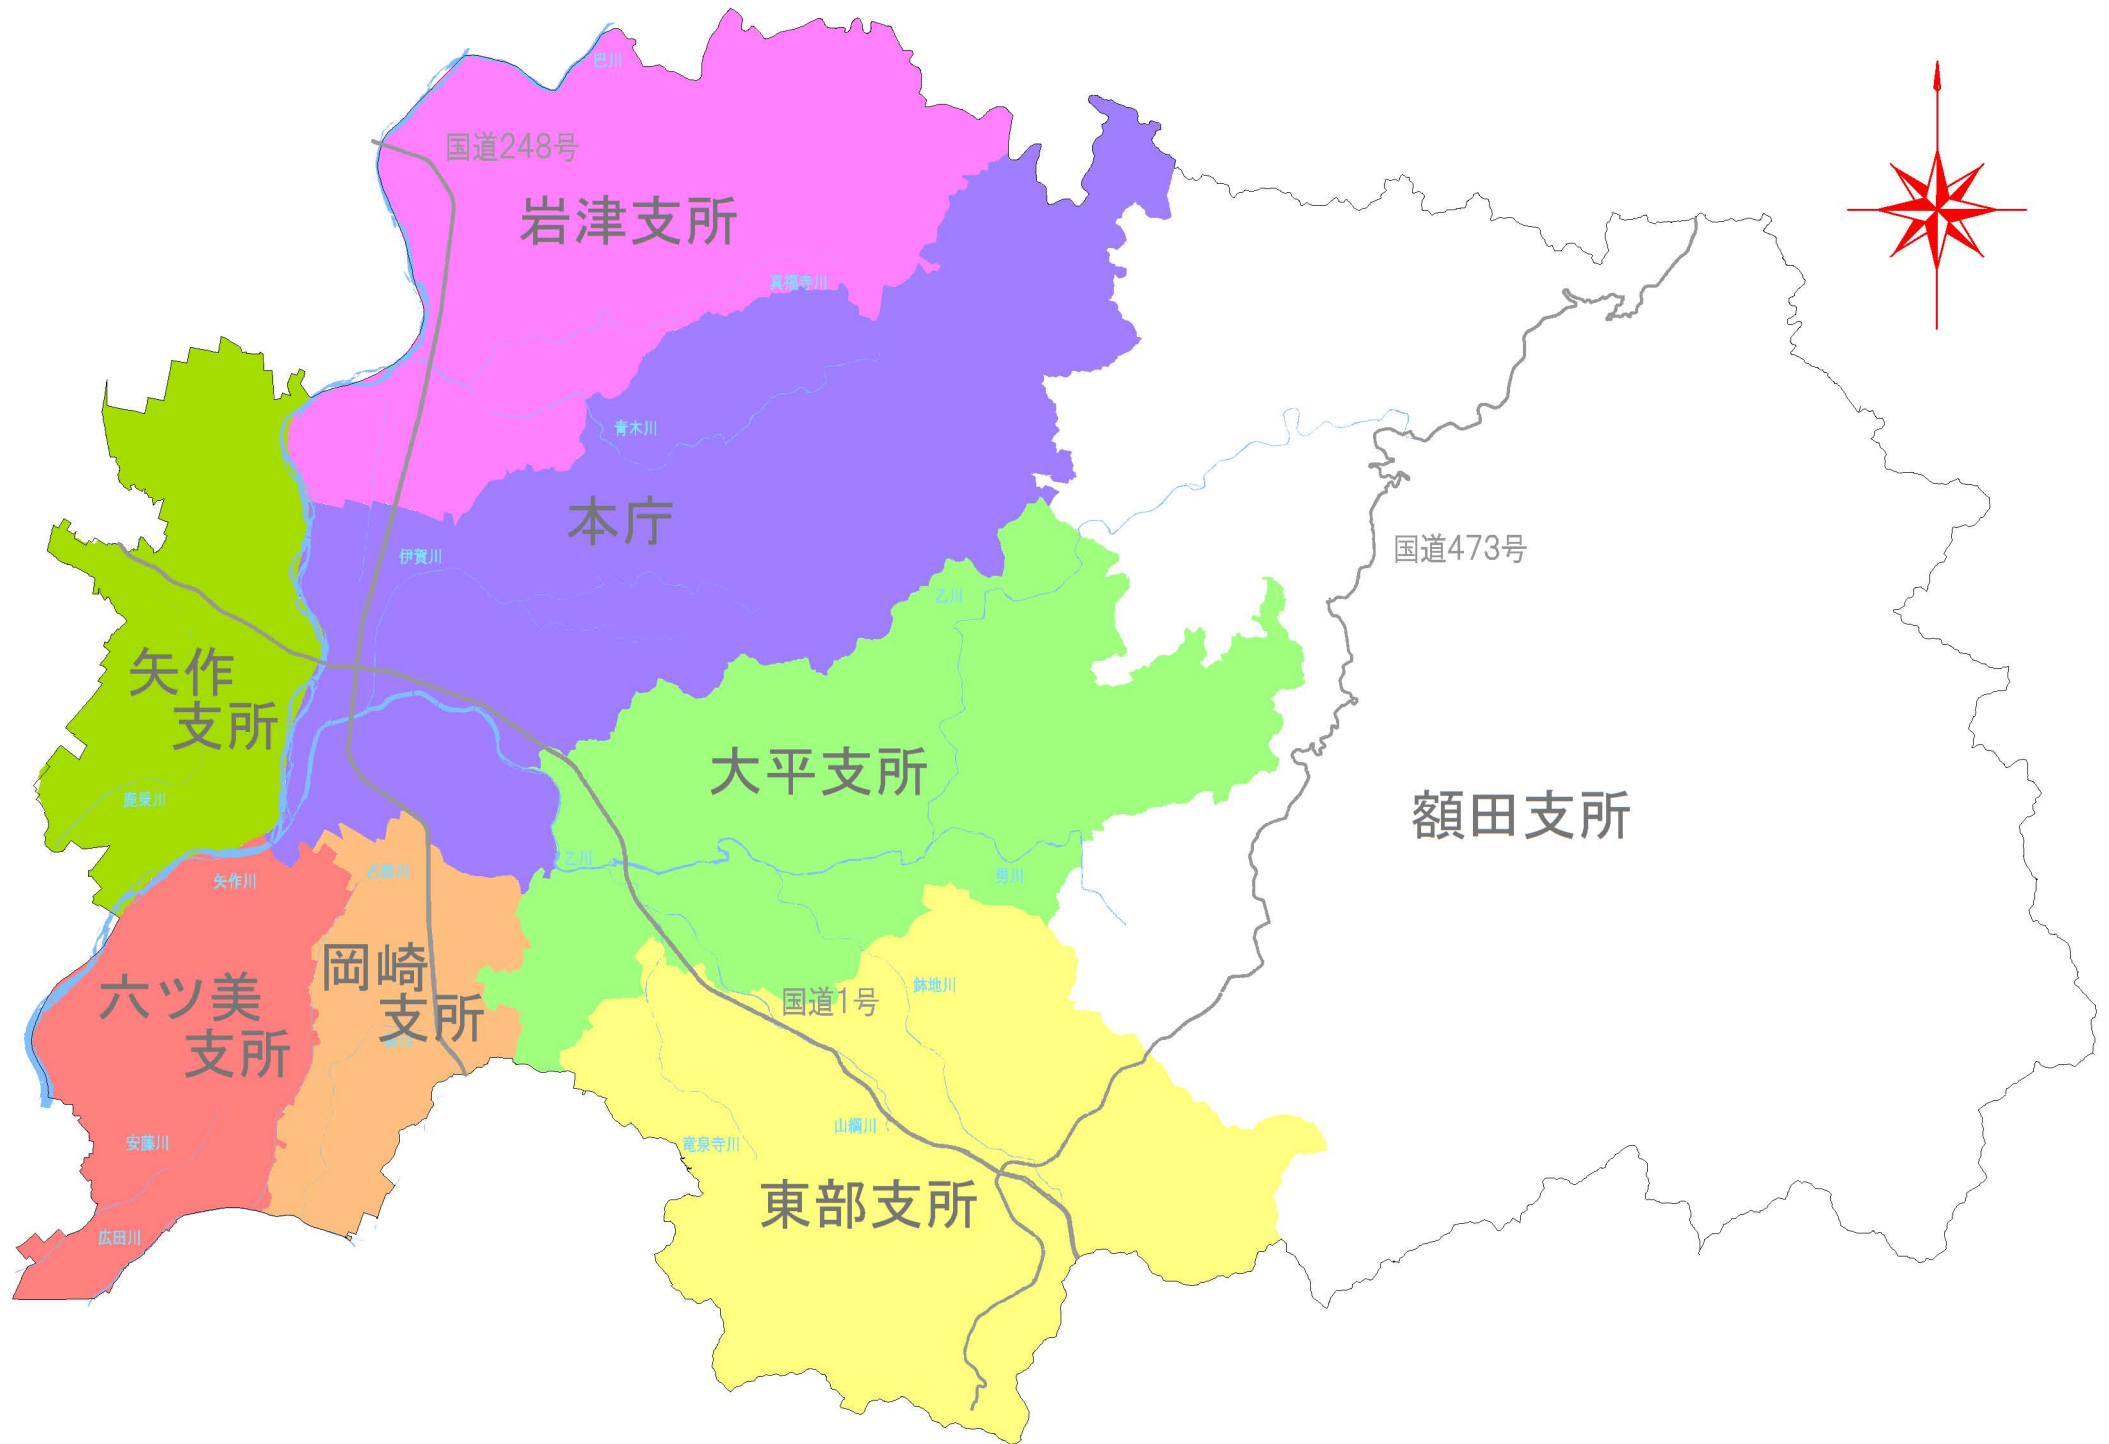 巴川
国道248号
岩津支所
真福寺川
青木川
本庁
伊賀川
国道473号
乙川
矢作
支所
大平支所
鹿乗川
額田支所
乙川
矢作川
占部川
男川
岡崎
支所
六ツ美
支所
鉢地川
国道1号
山綱川
安藤川
竜泉寺川
東部支所
広田川